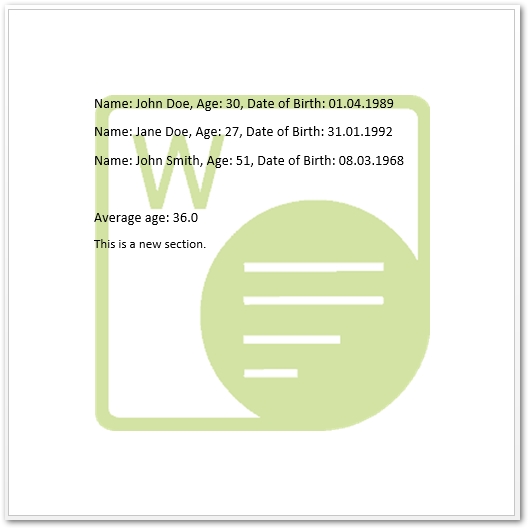 Name: John Doe, Age: 30, Date of Birth: 01.04.1989
Name: Jane Doe, Age: 27, Date of Birth: 31.01.1992
W
Name: John Smith, Age: 51, Date of Birth: 08.03.1968
Average age: 36.0
This is a new section.